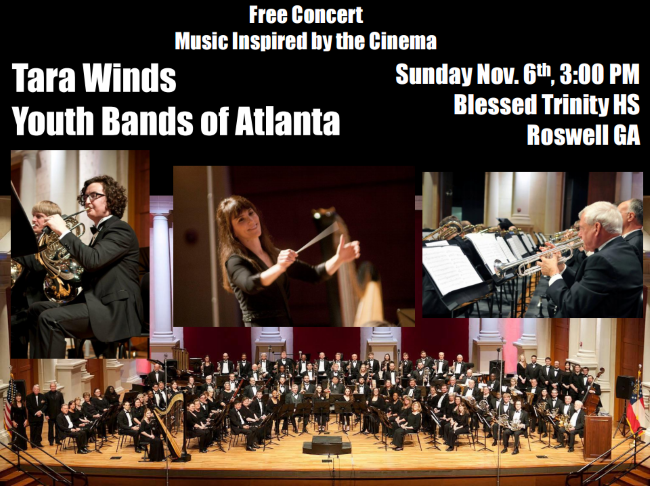 Free Concert
Music Inspired by the Cinema
Tara Winds
Youth Bands of Atlanta
Sunday Nov. 6th, 3:00 PM
Blessed Trinity HS
Roswell GA